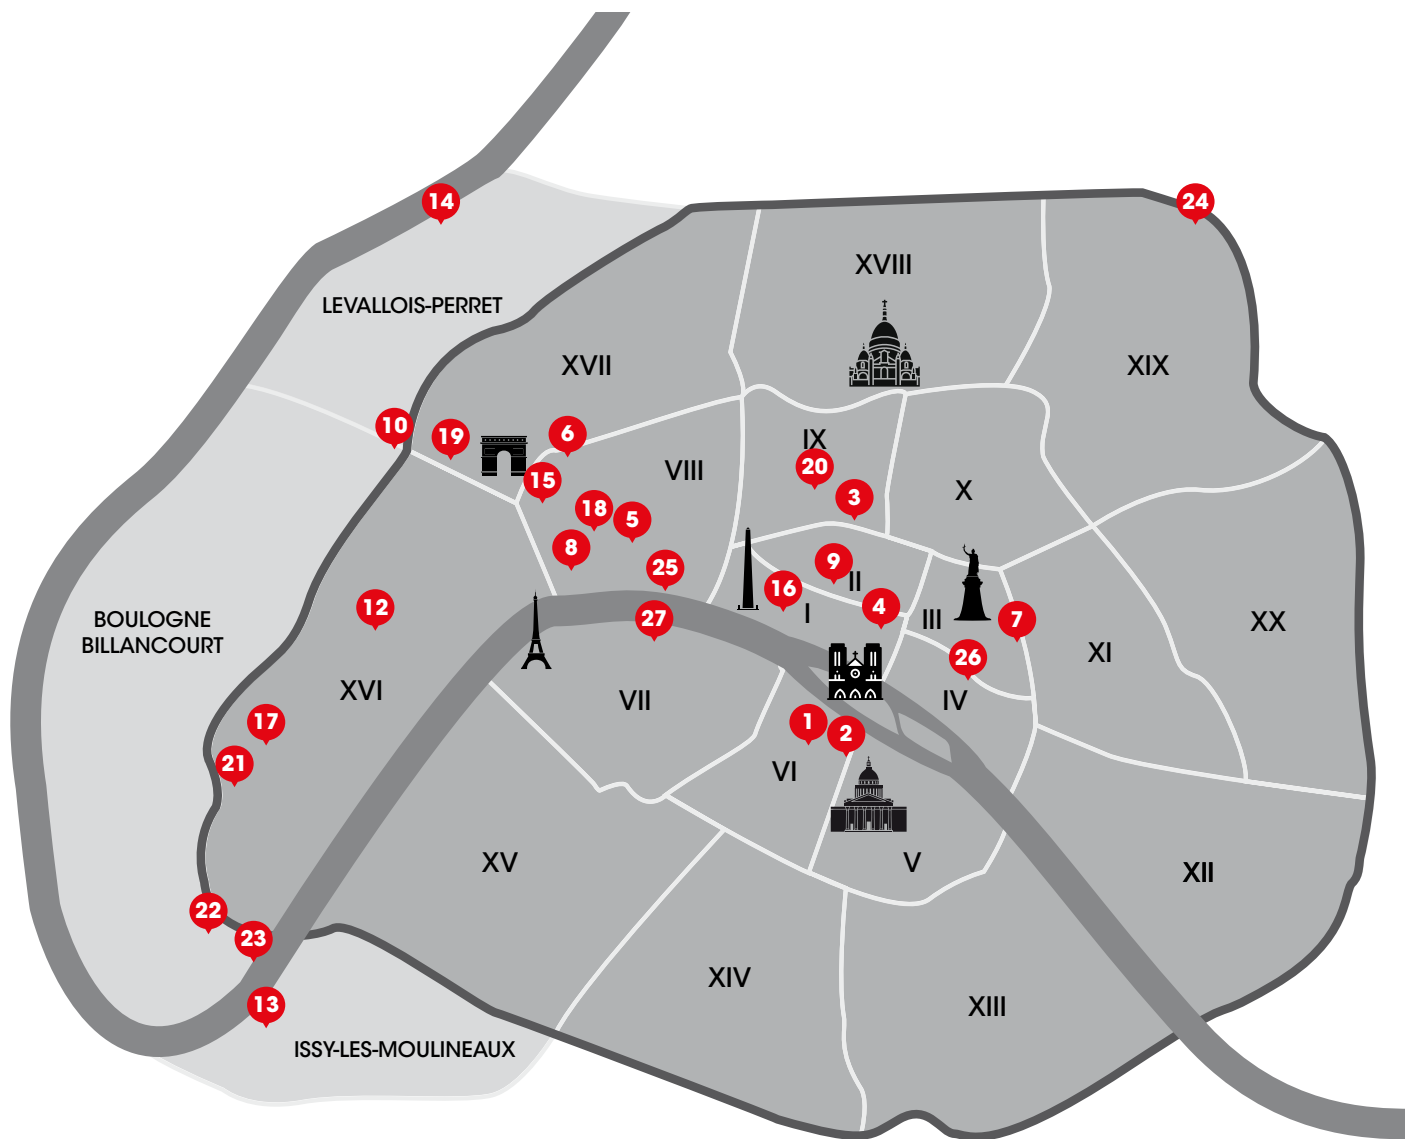 14
24
XVIII
LEVALLOIS-PERRET
XVII
XIX
10
19
6
IX
20
15
VIII
3
X
18
5
8
9
25
II
16
12
4
I
27
III
7
BOULOGNE
BILLANCOURT
XX
XI
26
XVI
VII
IV
17
1
2
21
VI
XV
V
XII
22
23
XIV
13
XIII
ISSY-LES-MOULINEAUX